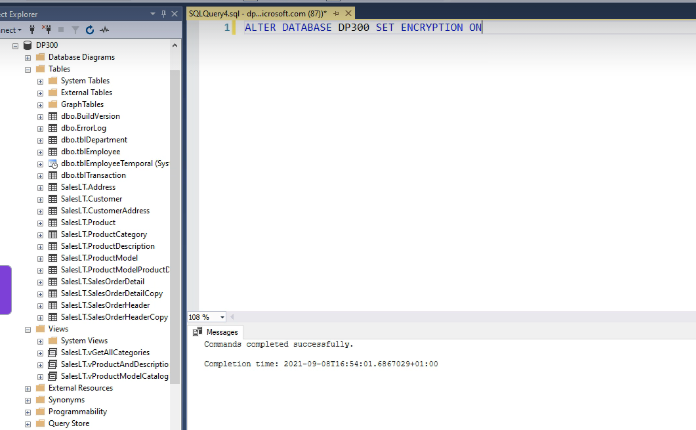 ect Explorer
nnect
DP300
Database Diagrams
Tables
System Tables
External Tables
GraphTables
dbo.BuildVersion
dbo.ErrorLog
dbo.tblDepartment
dbo.tblEmployee
dbo.tblEmployeeTemporal (Sys
dbo.tblTransaction
SalesLT.Address
SalesLT.Customer
SalesLT.CustomerAddress
SalesLT.Product
SalesLT.ProductCategory
SalesLT.ProductDescription
SalesLT.ProductModel
SalesLT.ProductModelProductD
SalesLT.SalesOrderDetail
SalesLT.SalesOrderDetailCopy
SalesLT.SalesOrderHeader
SalesLT.SalesOrderHeaderCopy
Views
System Views
SalesLT.vGetAllCategories
SalesLT.vProductAndDescriptio
SalesLT.vProductModelCatalog
External Resources
Synonyms
Programmability
Query Store
SQLQuery4.sql - dp...icrosoft.com (87))*
1 ALTER DATABASE DP300 SET ENCRYPTION ON
108 %
Messages
Commands completed successfully.
Completion time: 2021-09-08T16:54:01.6867029+01:00